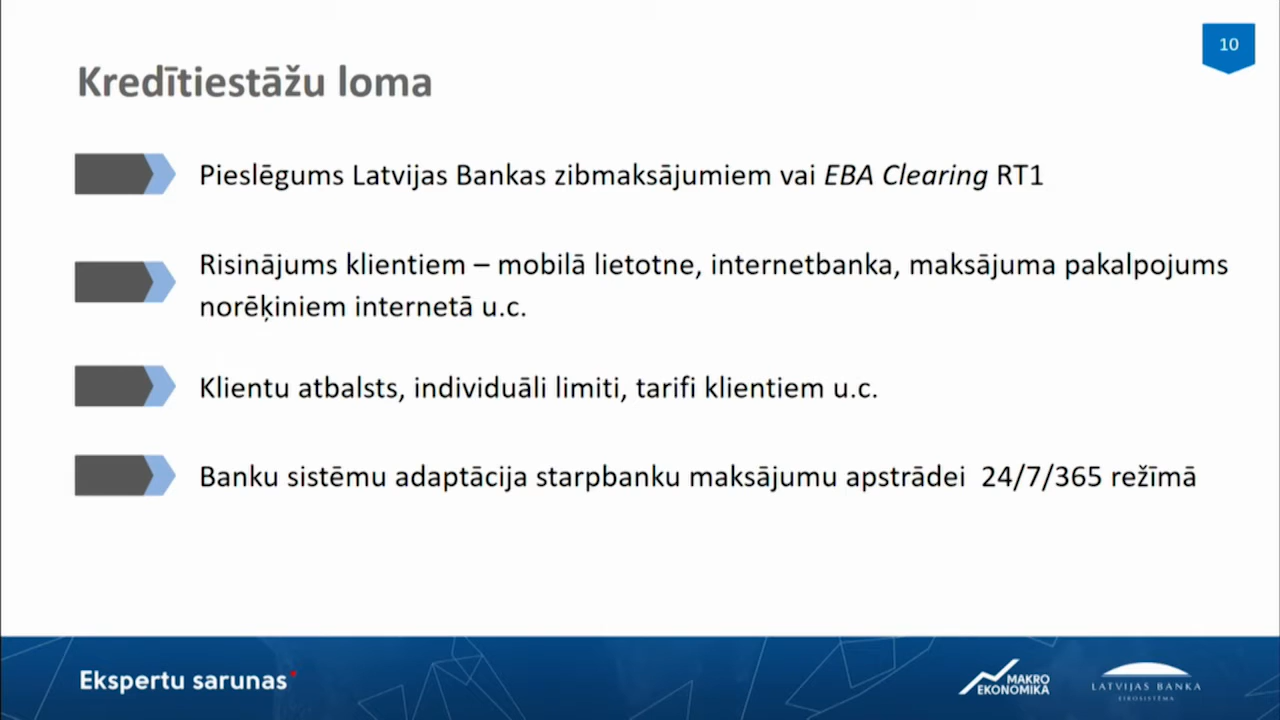 10
Kredītiestāžu loma
Pieslēgums Latvijas Bankas zibmaksājumiem vai EBA Clearing RT1
Risinājums klientiem – mobilā lietotne, internetbanka, maksājuma pakalpojums
norēķiniem internetā u.c.
Klientu atbalsts, individuāli limiti, tarifi klientiem u.c.
Banku sistēmu adaptācija starpbanku maksājumu apstrādei 24/7/365 režīmā
Ekspertu sarunas
MAKRO
EKONOMIKA
LATVIJAS BANKA
EIROSISTĒMA